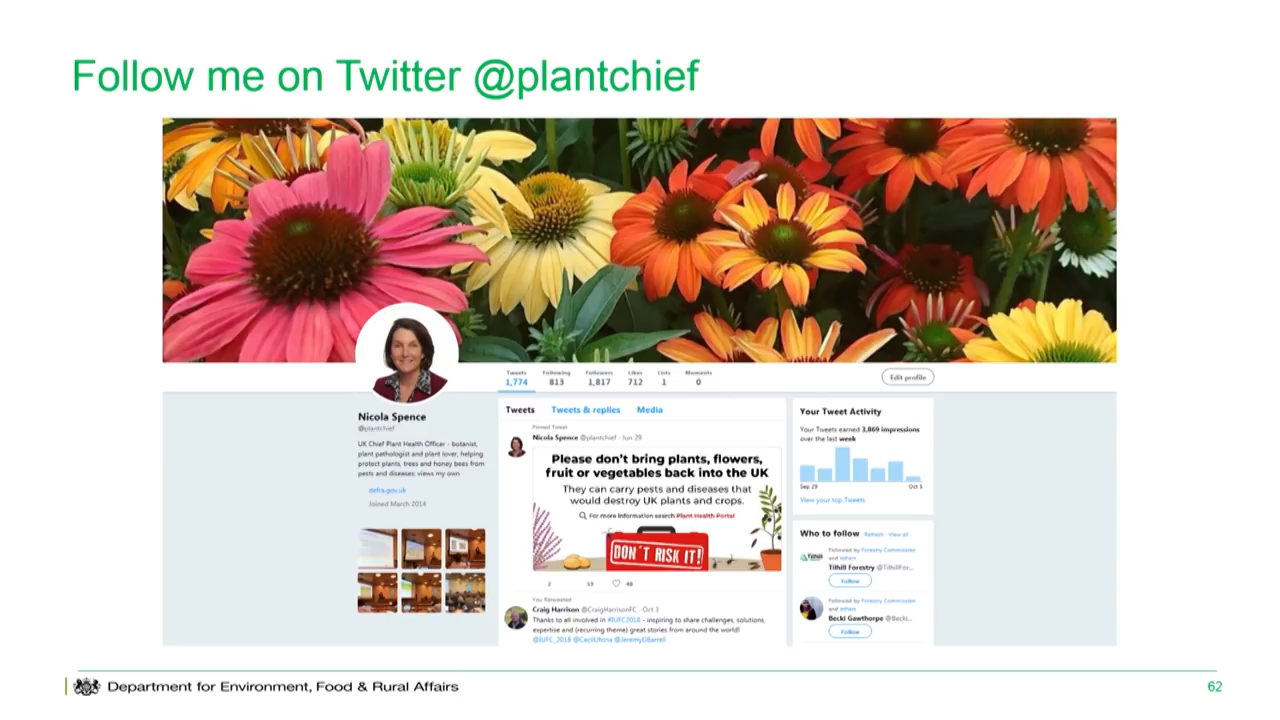 Follow me on Twitter @plantchief
Tweets
1,774
Following
813
Followers
1,817
Likes
712
Lists
1
Moments
0
Edit profile
Nicola Spence
@plantchief
UK Chief Plant Health Officer - botanist,
plant pathologist and plant lover, helping
protect plants, trees and honey bees from
pests and diseases: views my own
defra.gov.uk
Joined March 2014
Tweets Tweets & replies Media
Pinned Tweet
Nicola Spence @plantchief · Jun 29
Please don't bring plants, flowers,
fruit or vegetables back into the UK
They can carry pests and diseases that
would destroy UK plants and crops.
For more information search Plant Health Portal
DON'T RISK IT!
2
You Retweeted
Craig Harrison @CraigHarrisonFC · Oct 3
Thanks to all involved in #IUFC2018 - inspiring to share challenges, solutions,
expertise and (recurring theme) great stories from around the world!
Your Tweet Activity
Your Tweets earned 3,869 impressions
over the last week
Sep 29
View your top Tweets
Who to follow · Refresh · View all
Followed by Forestry Commission
and others
Tilhill Forestry @TilhillFor...
Follow
Followed by Forestry Commission
and others
Becki Gawthorpe @Becki...
Follow
Department for Environment, Food & Rural Affairs
62